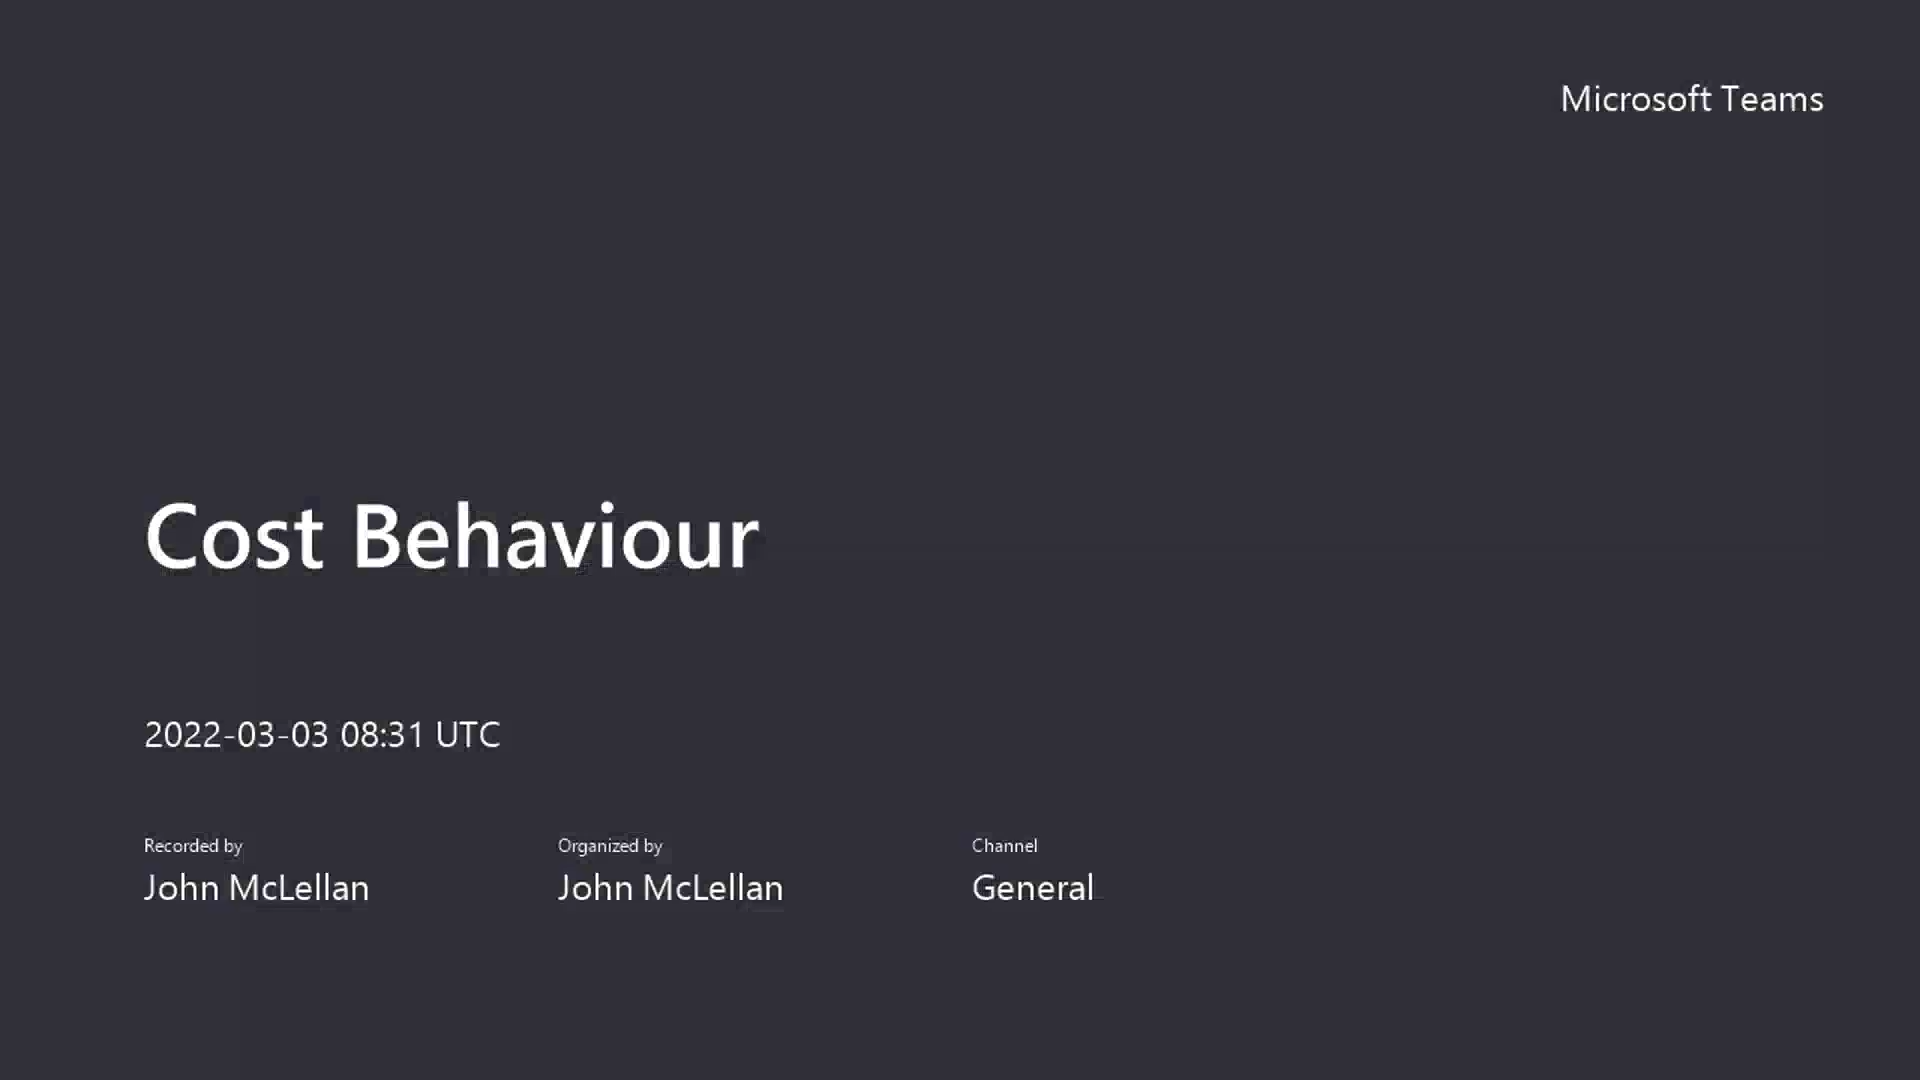 Microsoft Teams
Cost Behaviour
2022-03-03 08:31 UTC
Recorded by
John McLellan
Organized by
John McLellan
Channel
General